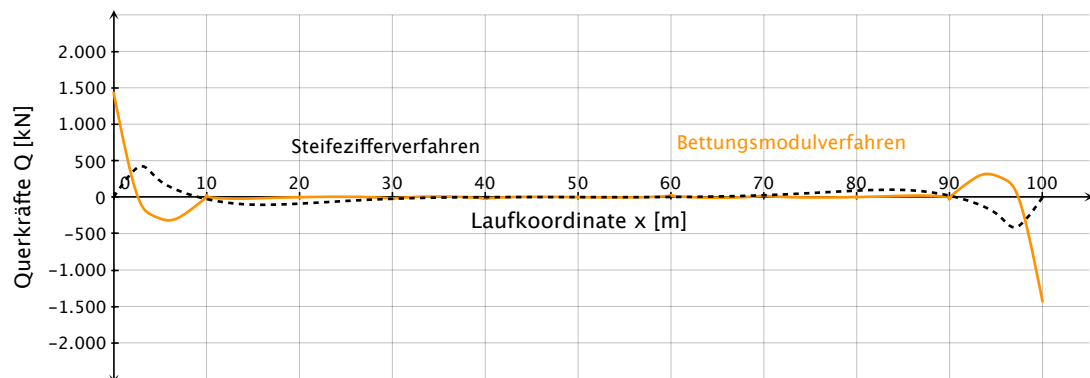 2.000
1.500
1.000
500
0
−500
−1.000
−1.500
−2.000
Querkräfte Q [kN]
Steifezifferverfahren
Bettungsmodulverfahren
0 10 20 30 40 50 60 70 80 90 100
Laufkoordinate x [m]